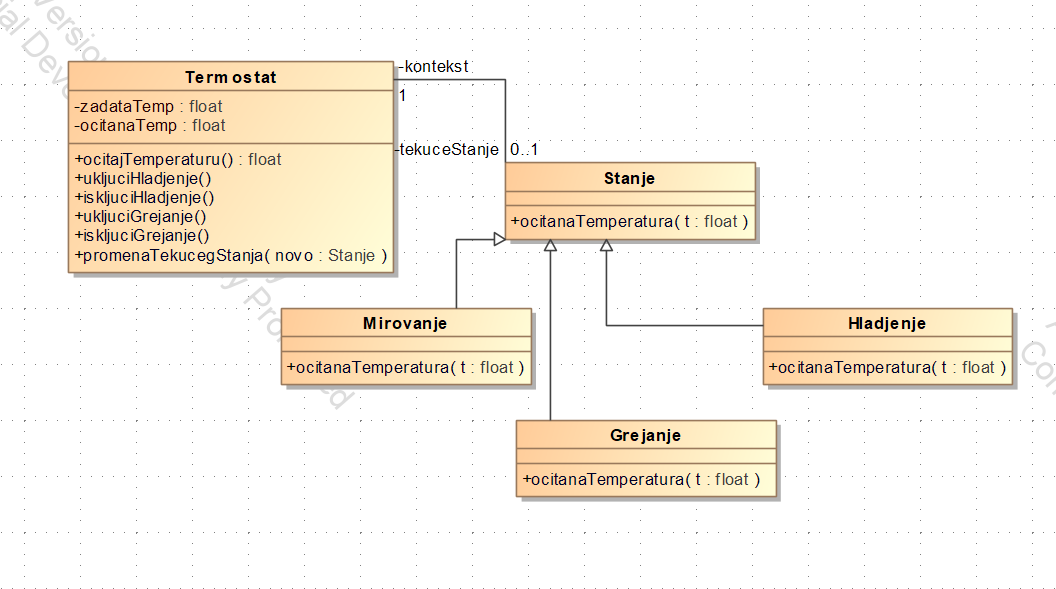 Termostat
-zadataTemp : float
-ocitanaTemp : float
+ocitajTemperaturu() : float
+ukljuciHladjenje()
+iskljuciHladjenje()
+ukljuciGrejanje()
+iskljuciGrejanje()
+promenaTekucegStanja( novo : Stanje )
-kontekst
1
-tekuceStanje
0..1
Stanje
+ocitanaTemperatura( t : float )
Mirovanje
+ocitanaTemperatura( t : float )
Hladjenje
+ocitanaTemperatura( t : float )
Grejanje
+ocitanaTemperatura( t : float )